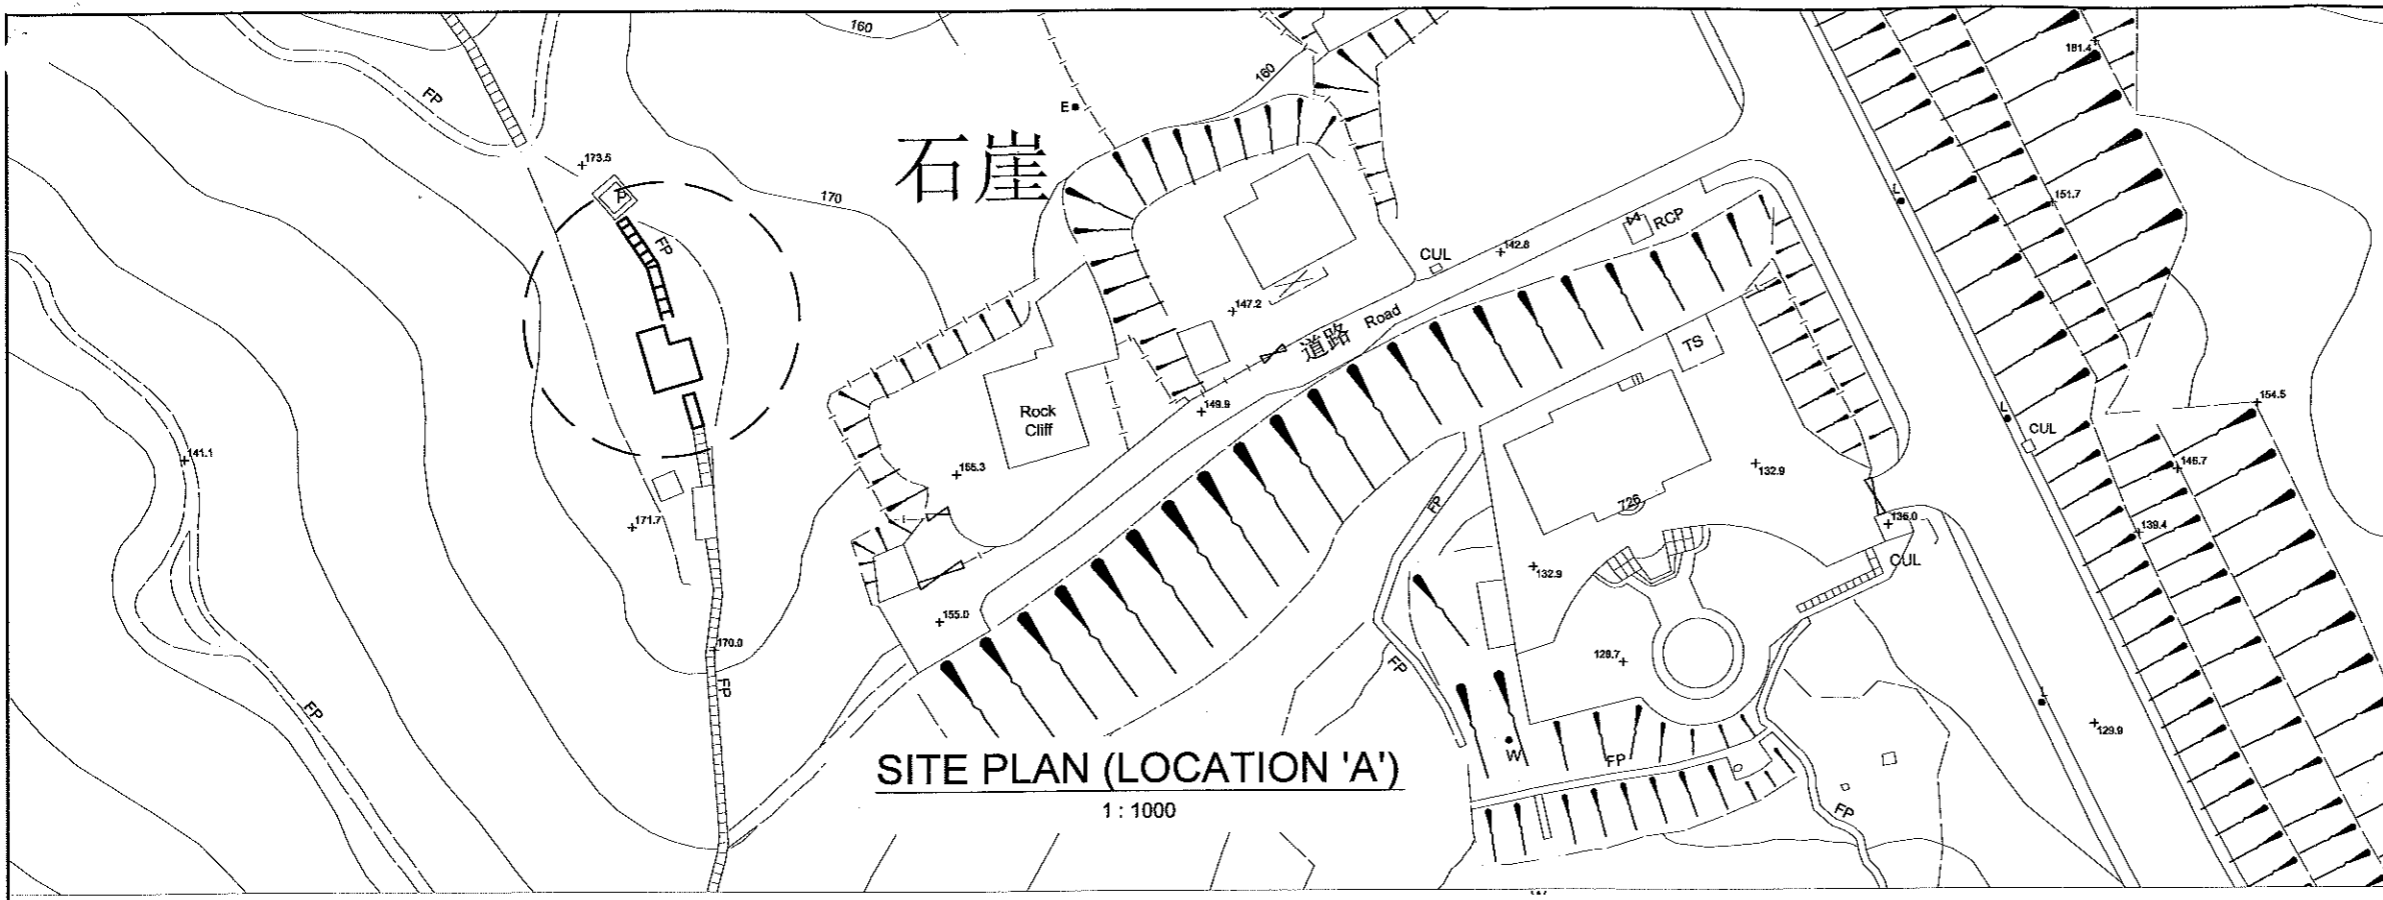 160
181.4
FP
160
E
石崖
173.5
P
170
L
151.7
FP
RCP
142.8
CUL
147.2
道路 Road
TS
149.9
154.5
Rock
Cliff
L
CUL
141.1
132.9
155.3
146.7
FP
726
171.7
136.0
139.4
CUL
132.9
155.0
170.0
128.7
FP
FP
FP
L
129.9
W
FP
SITE PLAN (LOCATION 'A')
1 : 1000
FP